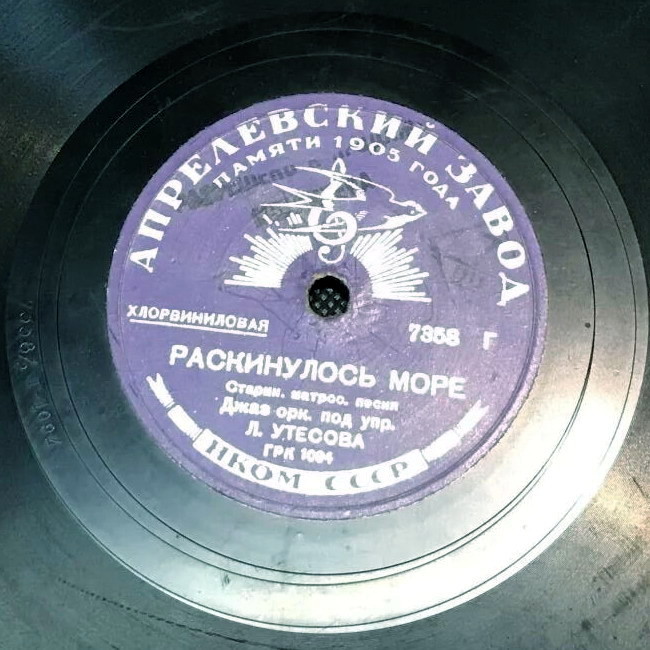 АПРЕЛЕВСКИЙ ЗАВОД
ПАМЯТИ 1905 ГОДА
ХЛОРВИНИЛОВАЯ
7358 Г
РАСКИНУЛОСЬ МОРЕ
Старин. матрос. песня
Джаз орк. под упр.
Л. УТЕСОВА
ГРК 1094
НКОМ СССР